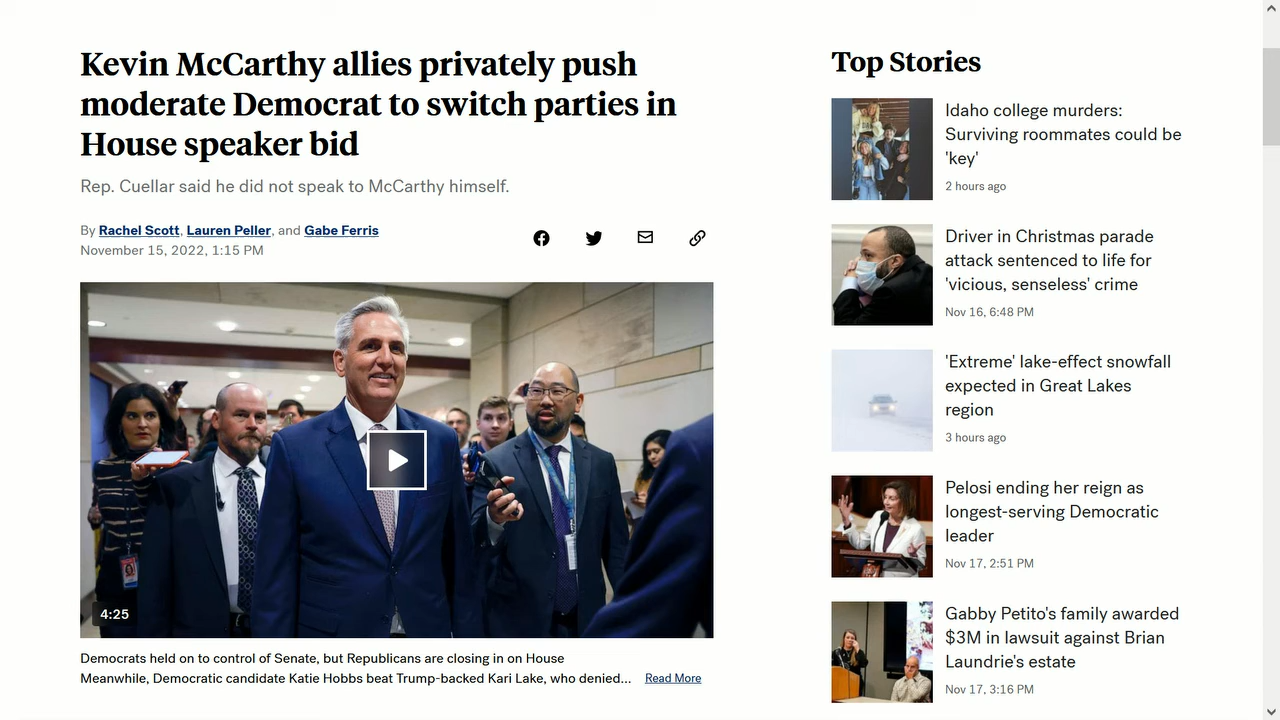 Kevin McCarthy allies privately push
moderate Democrat to switch parties in
House speaker bid
Rep. Cuellar said he did not speak to McCarthy himself.
By Rachel Scott, Lauren Peller, and Gabe Ferris
November 15, 2022, 1:15 PM
4:25
Democrats held on to control of Senate, but Republicans are closing in on House
Meanwhile, Democratic candidate Katie Hobbs beat Trump-backed Kari Lake, who denied... Read More
Top Stories
Idaho college murders:
Surviving roommates could be
'key'
2 hours ago
Driver in Christmas parade
attack sentenced to life for
'vicious, senseless' crime
Nov 16, 6:48 PM
'Extreme' lake-effect snowfall
expected in Great Lakes
region
3 hours ago
Pelosi ending her reign as
longest-serving Democratic
leader
Nov 17, 2:51 PM
Gabby Petito's family awarded
$3M in lawsuit against Brian
Laundrie's estate
Nov 17, 3:16 PM